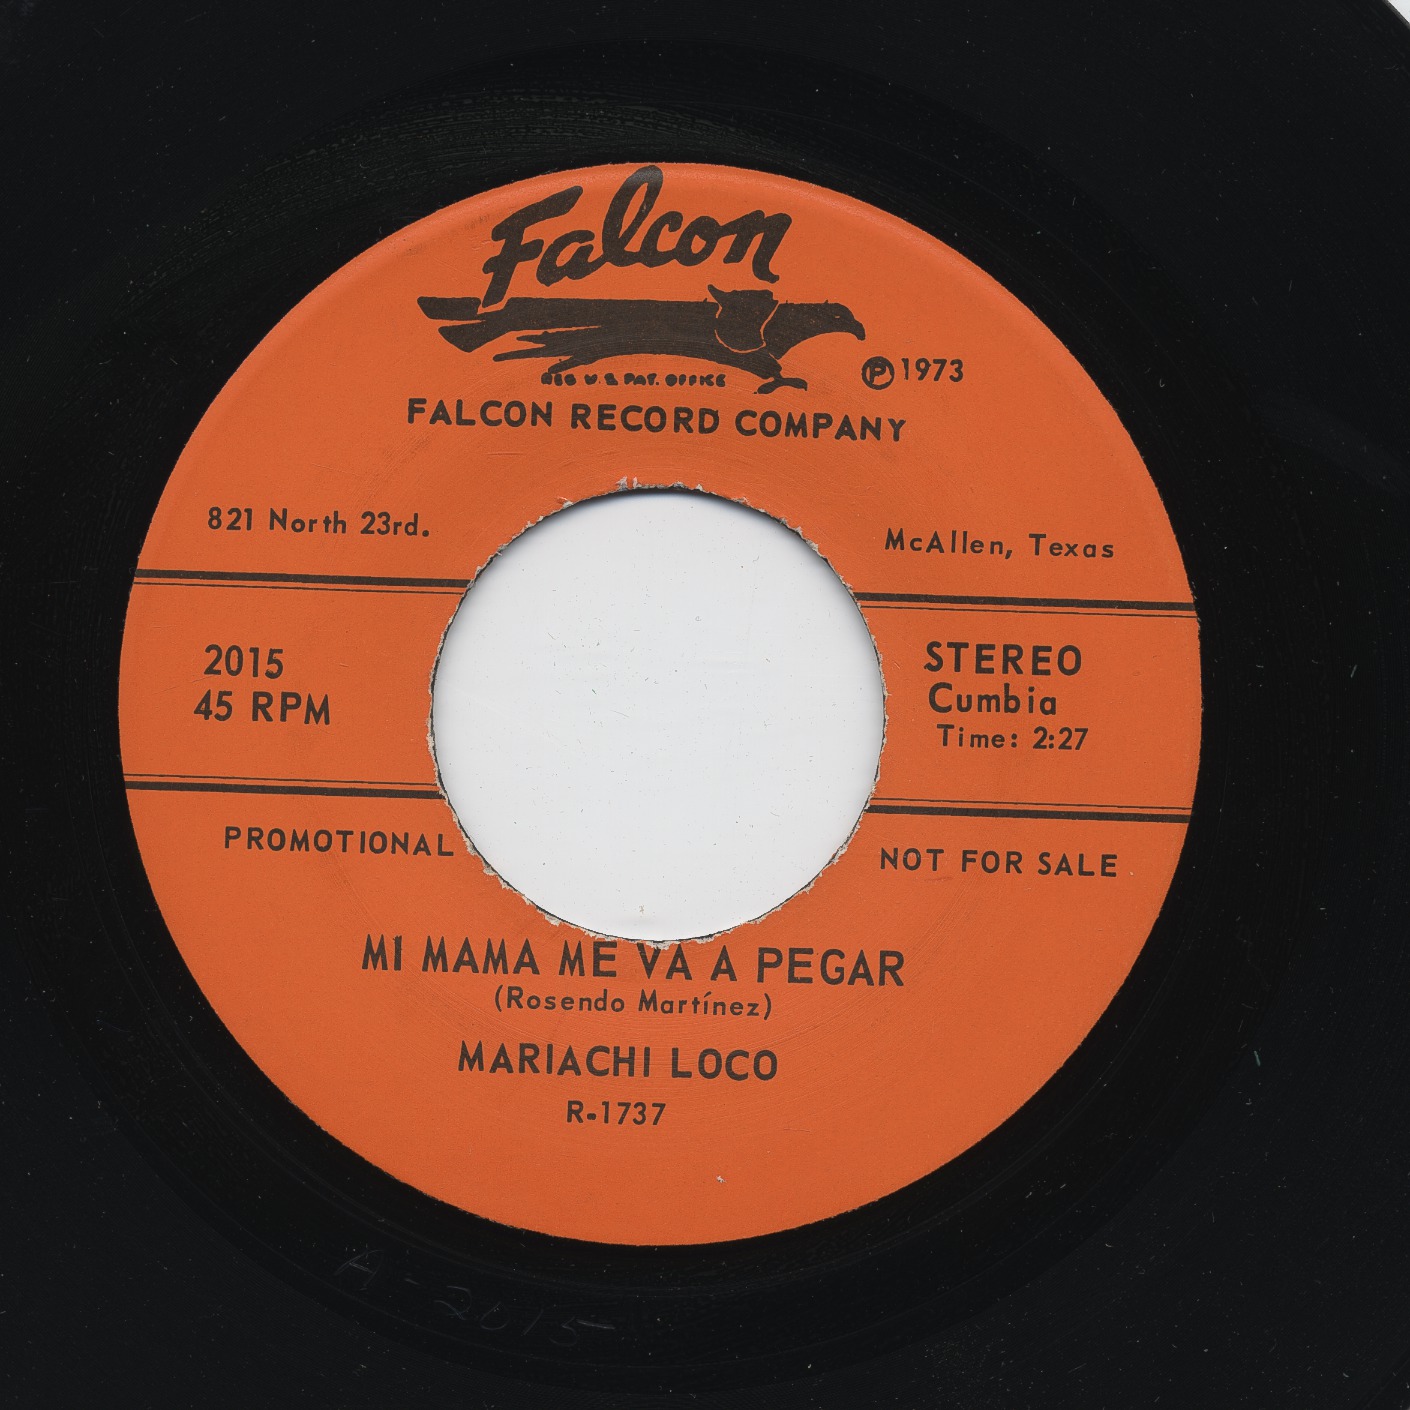 Falcon
REG U.S. PAT. OFFICE
℗ 1973
FALCON RECORD COMPANY
821 North 23rd.
McAllen, Texas
2015
45 RPM
STEREO
Cumbia
Time: 2:27
PROMOTIONAL
NOT FOR SALE
MI MAMA ME VA A PEGAR
(Rosendo Martínez)
MARIACHI LOCO
R-1737
A-2015